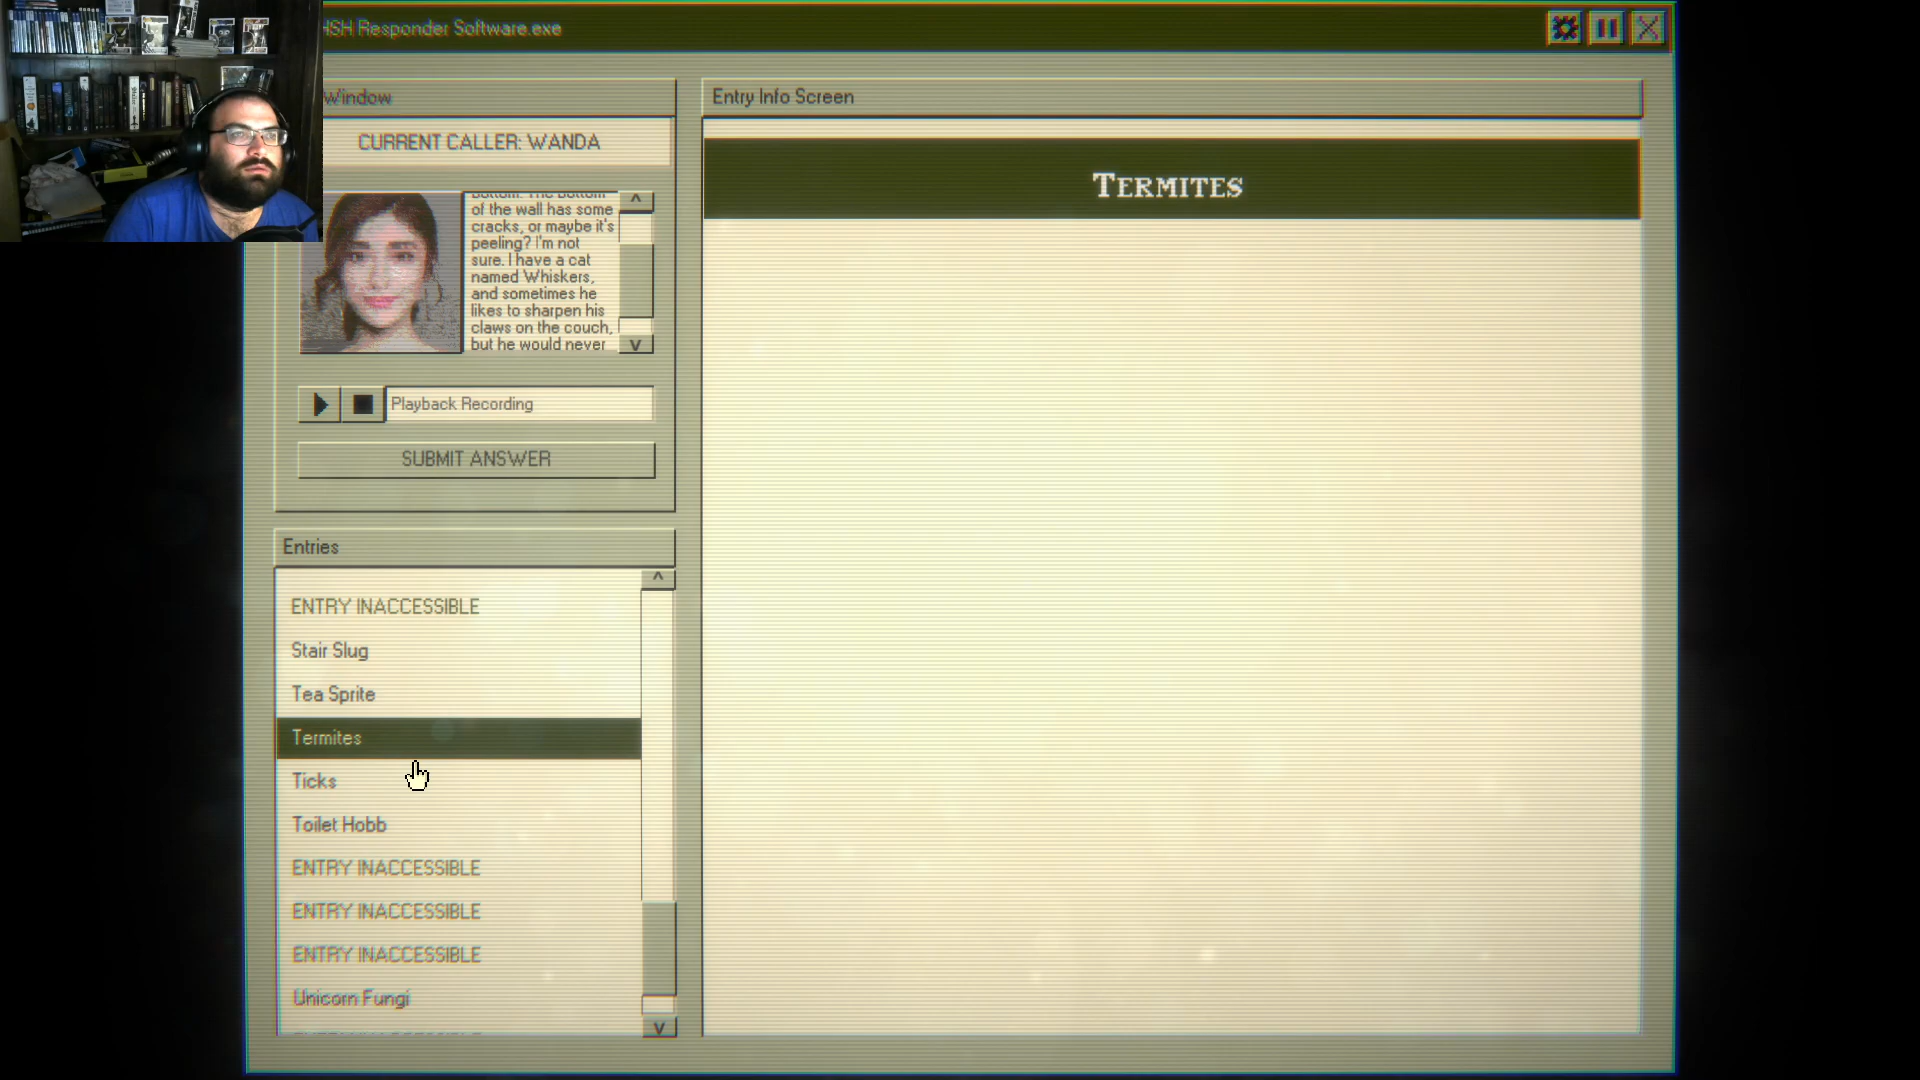 HSH Responder Software.exe
Window
CURRENT CALLER: WANDA
of the wall has some
cracks, or maybe it's
peeling? I'm not
sure. I have a cat
named Whiskers,
and sometimes he
likes to sharpen his
claws on the couch,
but he would never
Playback Recording
SUBMIT ANSWER
Entries
ENTRY INACCESSIBLE
Stair Slug
Tea Sprite
Termites
Ticks
Toilet Hobb
ENTRY INACCESSIBLE
ENTRY INACCESSIBLE
ENTRY INACCESSIBLE
Unicorn Fungi
Entry Info Screen
TERMITES